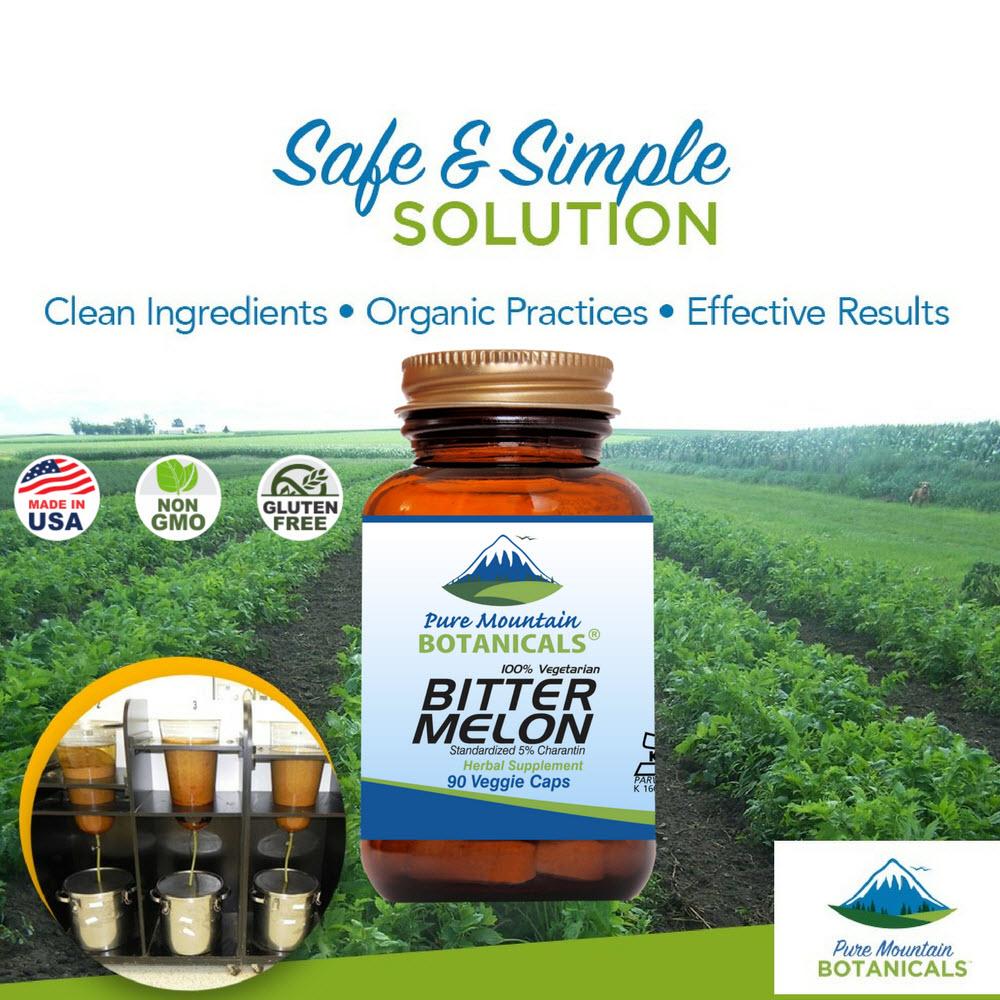 Safe & Simple
SOLUTION
Clean Ingredients • Organic Practices • Effective Results
MADE IN
USA
NON
GMO
GLUTEN
FREE
Pure Mountain
BOTANICALS®
100% Vegetarian
BITTER
MELON
Standardized 5% Charantin
Herbal Supplement
90 Veggie Caps
K
3
Pure Mountain
BOTANICALS™